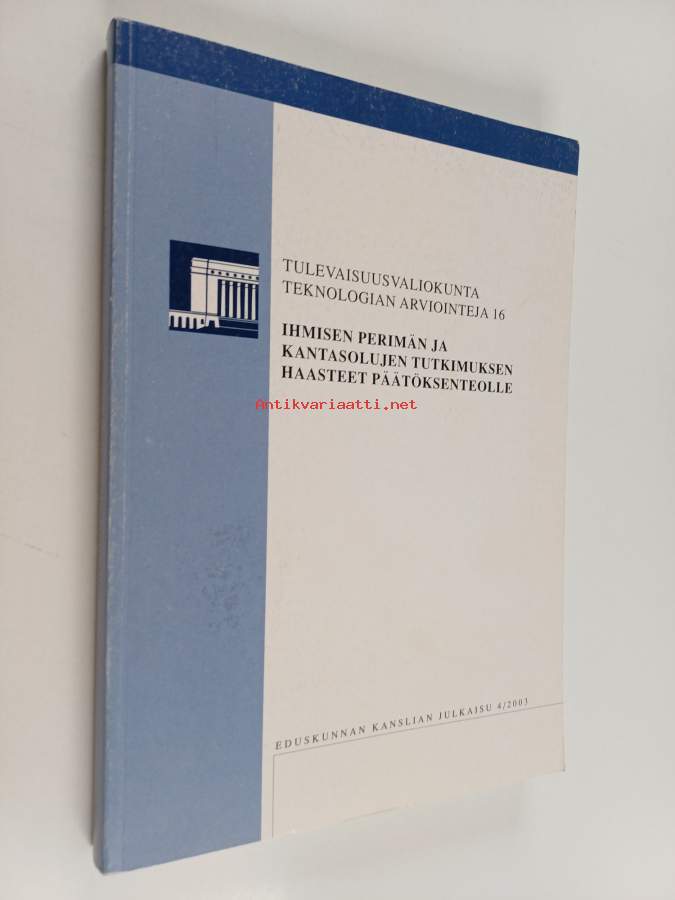 TULEVAISUUSVALIOKUNTA
TEKNOLOGIAN ARVIOINTEJA 16
IHMISEN PERIMÄN JA
KANTASOLUJEN TUTKIMUKSEN
HAASTEET PÄÄTÖKSENTEOLLE
Antikvariaatti.net
EDUSKUNNAN KANSLIAN JULKAISU 4/2003